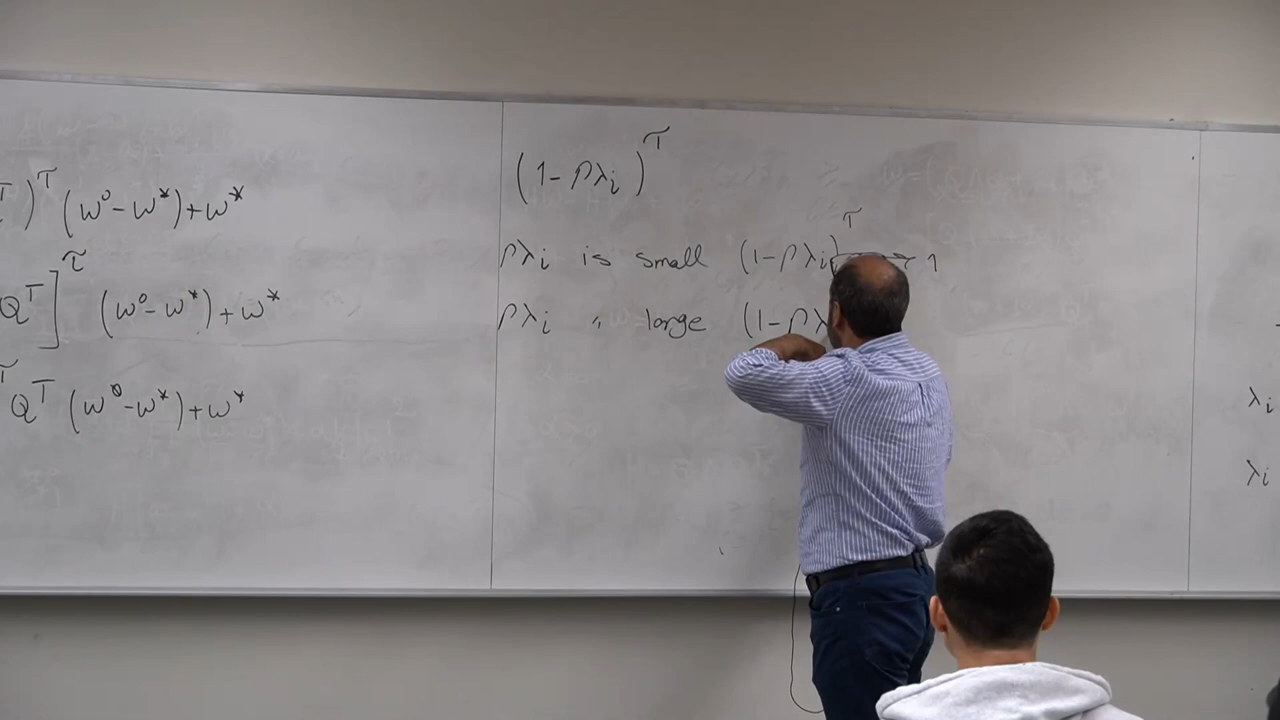 )^τ (w⁰-w*)+w*
Q^T]^τ (w⁰-w*)+w*
Q^T (w⁰-w*)+w*
(1-ρλi)^τ
ρλi is small (1-ρλi)^τ → 1
ρλi " large (1-ρλ
λi
λi